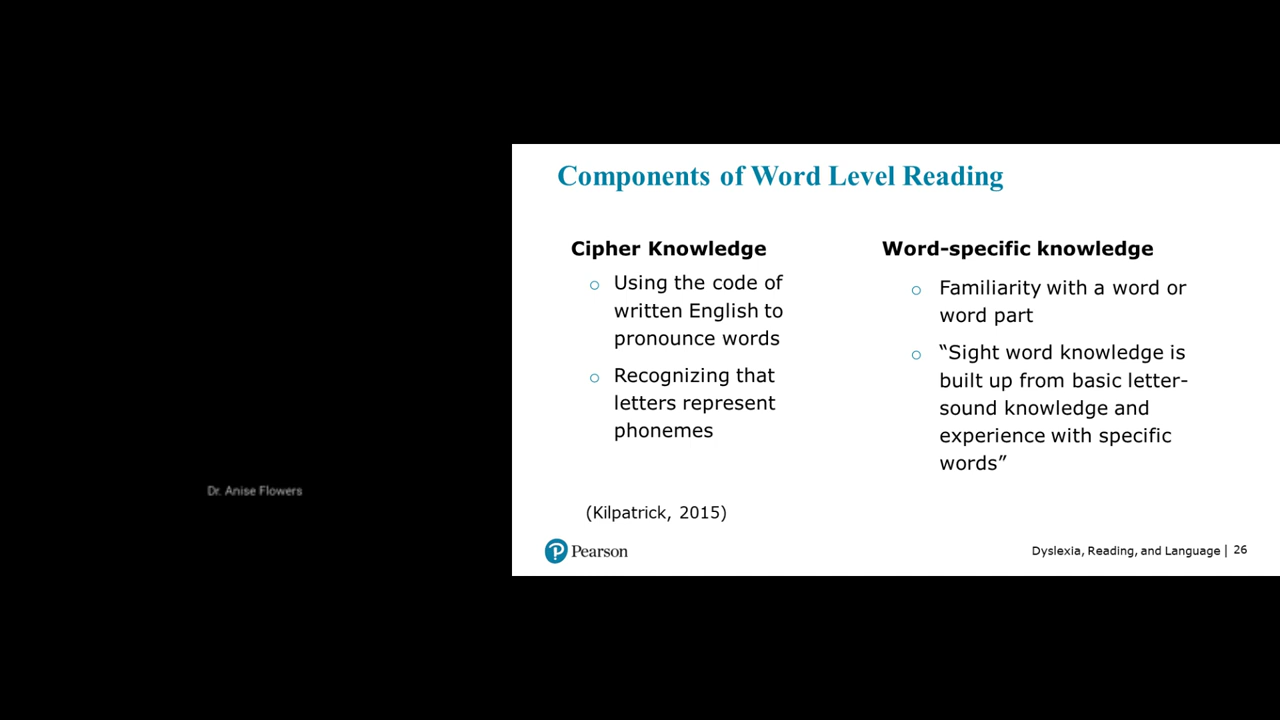 Components of Word Level Reading
Cipher Knowledge
Using the code of
written English to
pronounce words
Recognizing that
letters represent
phonemes
Word-specific knowledge
Familiarity with a word or
word part
“Sight word knowledge is
built up from basic letter-
sound knowledge and
experience with specific
words”
Dr. Anise Flowers
(Kilpatrick, 2015)
Pearson
Dyslexia, Reading, and Language | 26